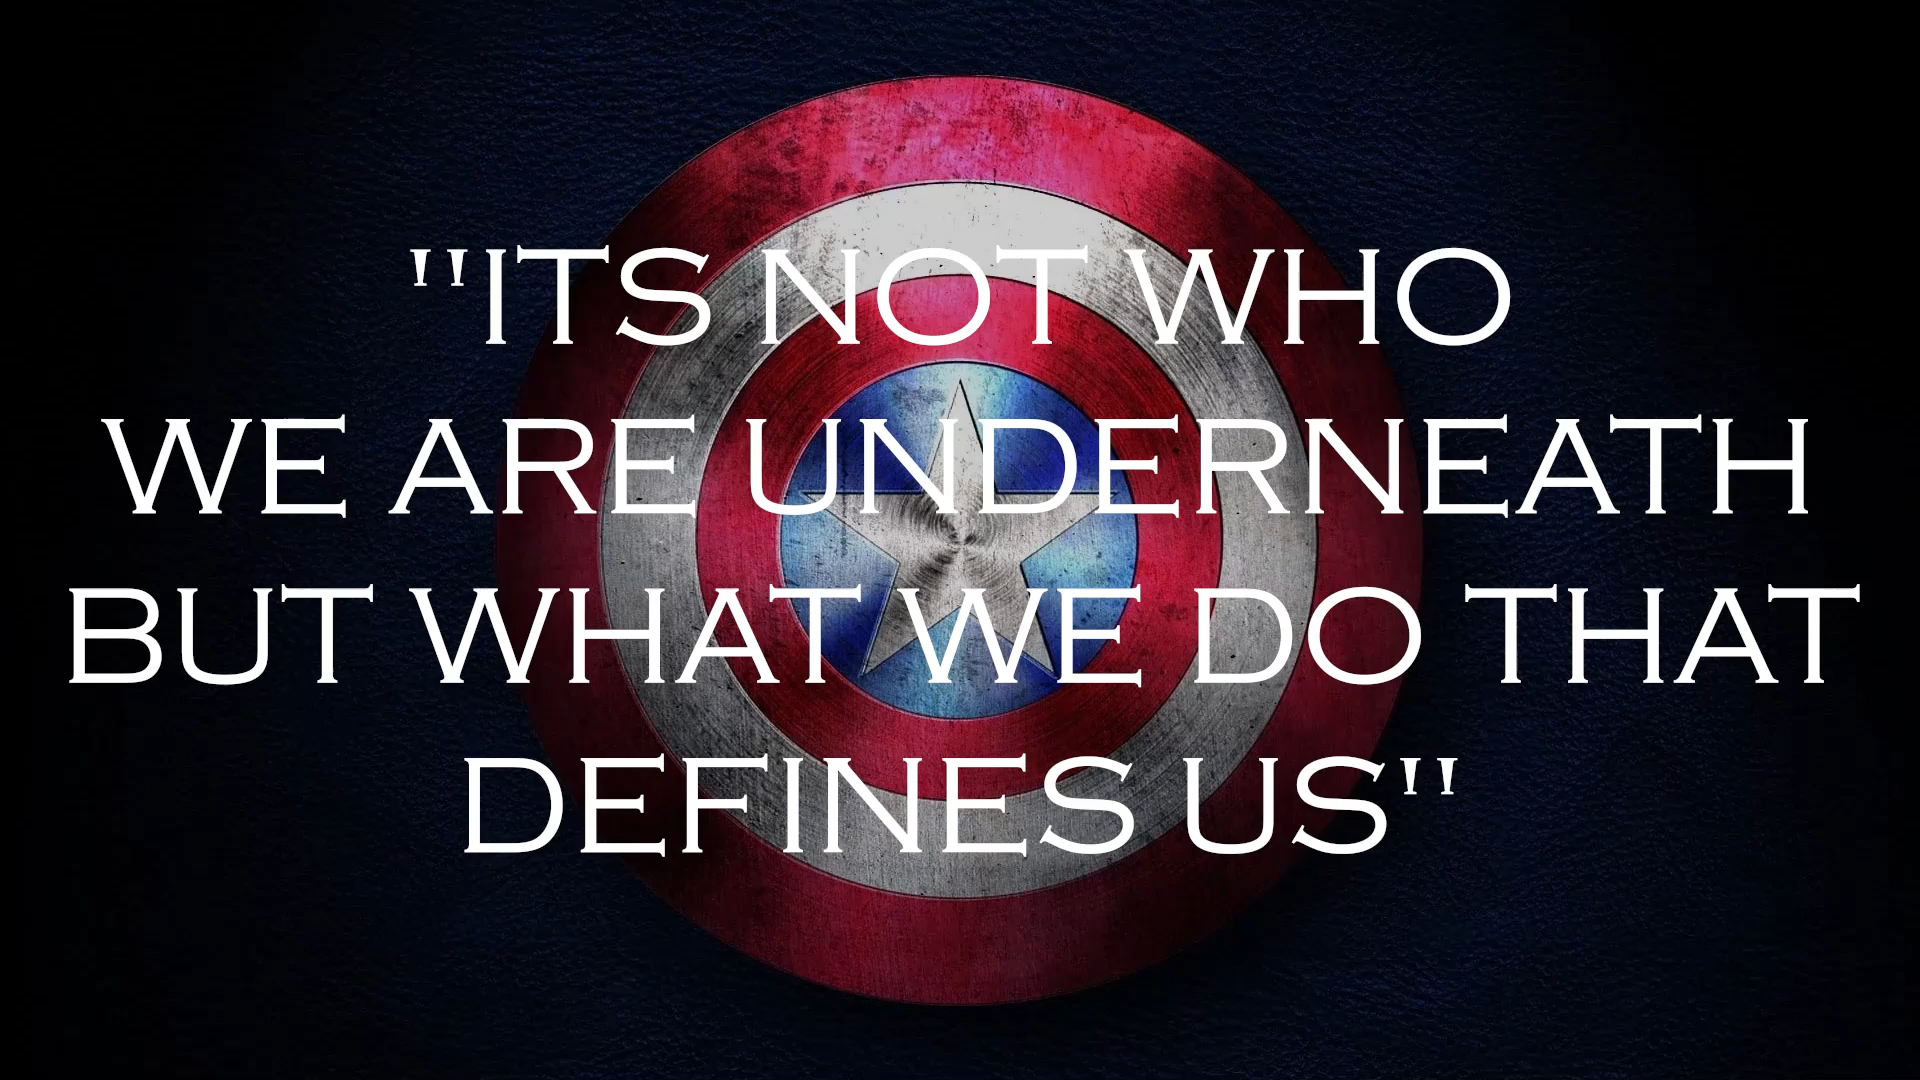 "ITS NOT WHO
WE ARE UNDERNEATH
BUT WHAT WE DO THAT
DEFINES US"